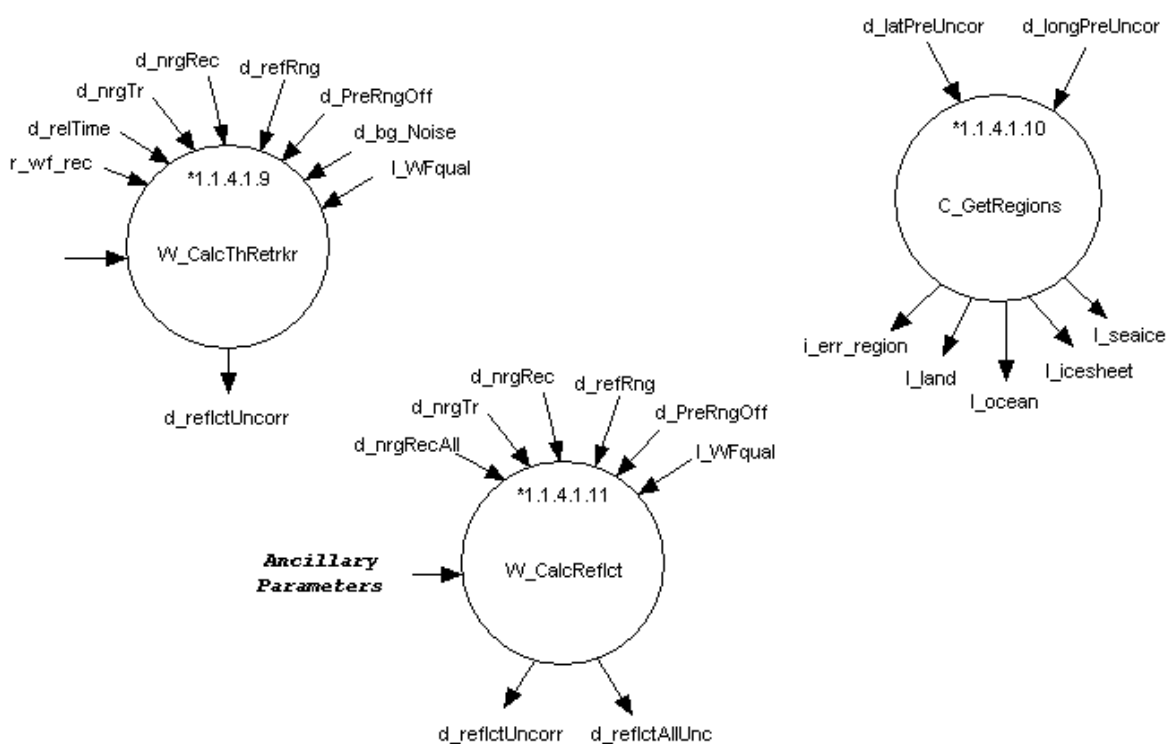 d_nrgRec
d_refRng
d_nrgTr
d_PreRngOff
d_relTime
d_bg_Noise
r_wf_rec
l_WFqual
*1.1.4.1.9
W_CalcThRetrkr
d_reflctUncorr
d_latPreUncor
d_longPreUncor
*1.1.4.1.10
C_GetRegions
i_err_region
l_land
l_ocean
l_icesheet
l_seaice
d_nrgRec
d_refRng
d_nrgTr
d_PreRngOff
d_nrgRecAll
l_WFqual
*1.1.4.1.11
Ancillary
Parameters
W_CalcReflct
d_reflctUncorr
d_reflctAllUnc